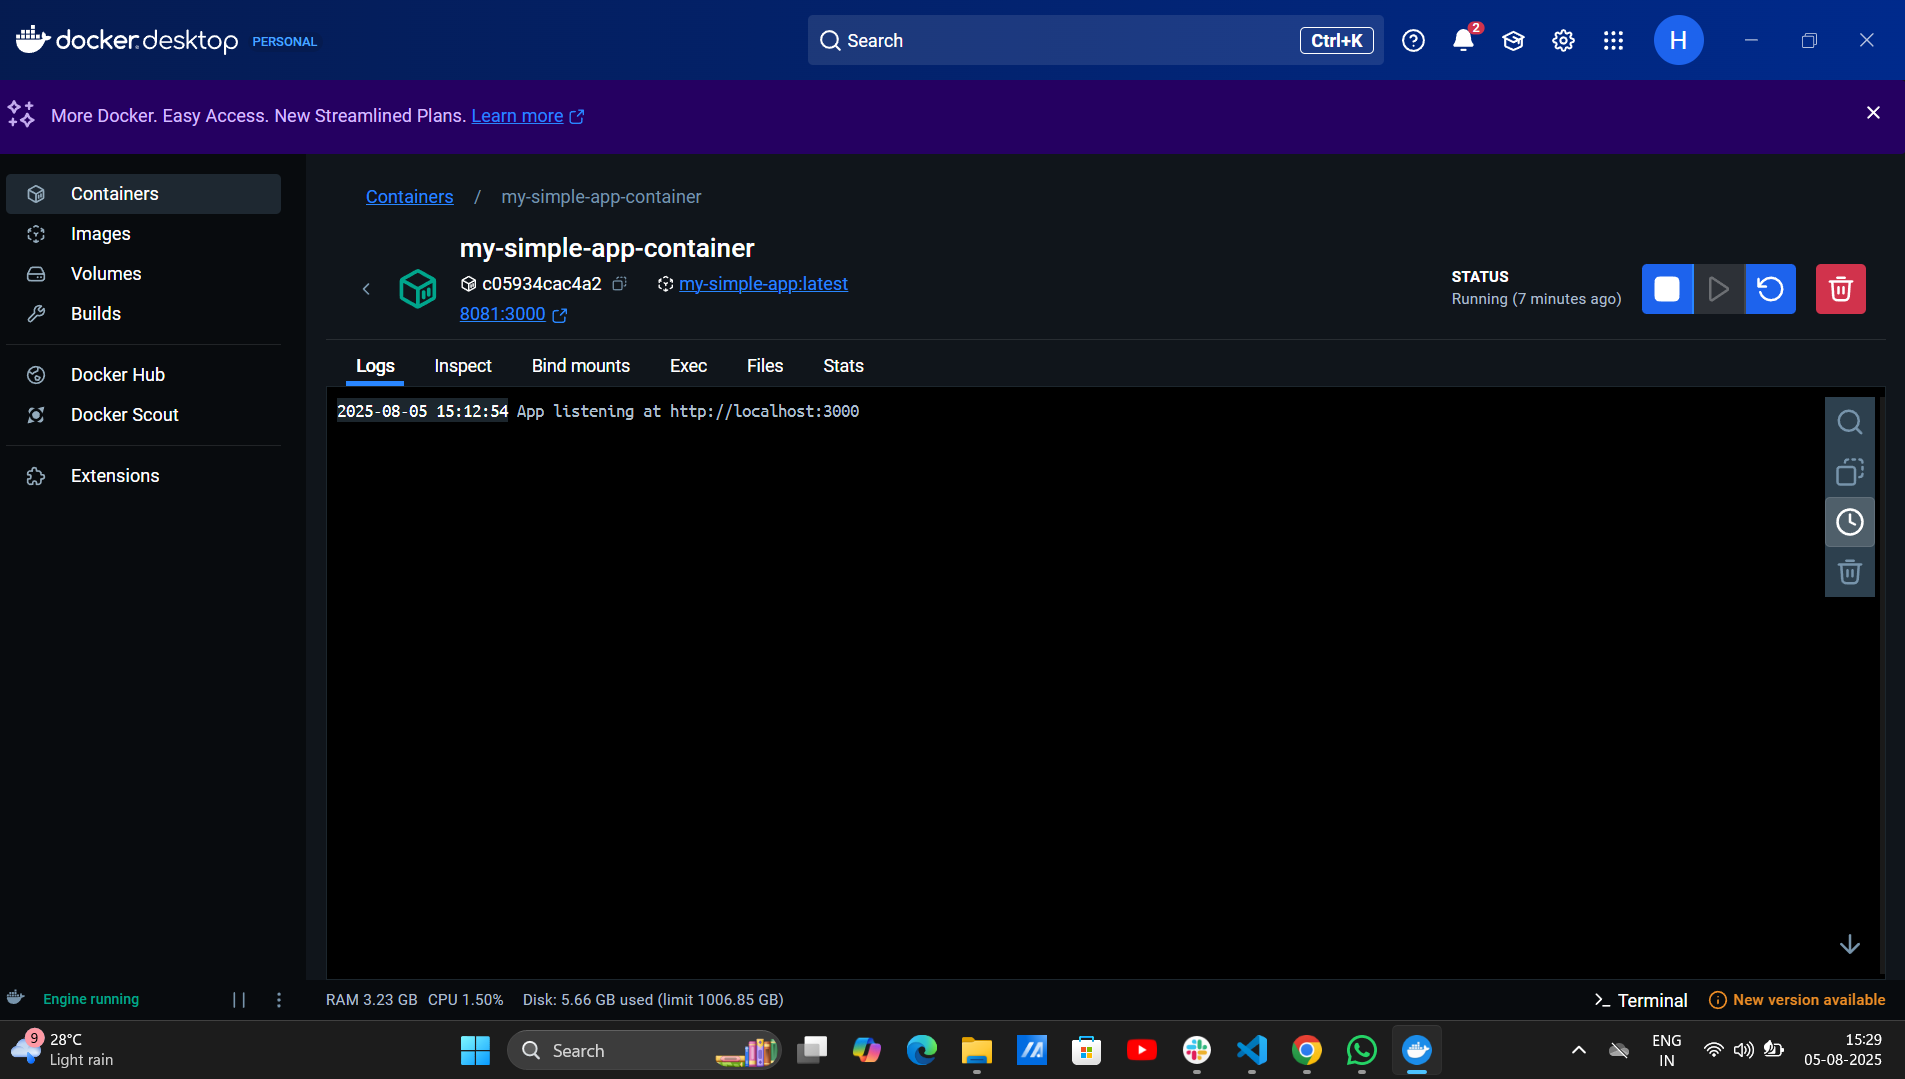 docker.desktop PERSONAL
Search Ctrl+K
2
H
More Docker. Easy Access. New Streamlined Plans. Learn more
Containers
Images
Volumes
Builds
Docker Hub
Docker Scout
Extensions
Containers / my-simple-app-container
my-simple-app-container
c05934cac4a2 my-simple-app:latest
8081:3000
STATUS
Running (7 minutes ago)
Logs Inspect Bind mounts Exec Files Stats
2025-08-05 15:12:54 App listening at http://localhost:3000
Engine running
RAM 3.23 GB CPU 1.50% Disk: 5.66 GB used (limit 1006.85 GB)
Terminal New version available
9
28°C
Light rain
Search
ENG
IN
15:29
05-08-2025